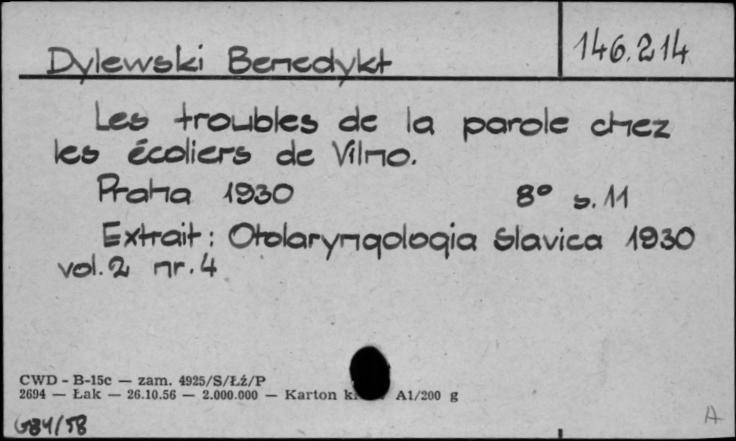 Dylewski Benedykt
146.214
Les troubles de la parole chez
les écoliers de Vilno.
Praha 1930 8° s. 11
Extrait: Otolaryngologia Slavica 1930
vol. 2 nr. 4
CWD - B-15c — zam. 4925/S/Łź/P
2694 — Łak — 26.10.56 — 2.000.000 — Karton A1/200 g
G84/58
A